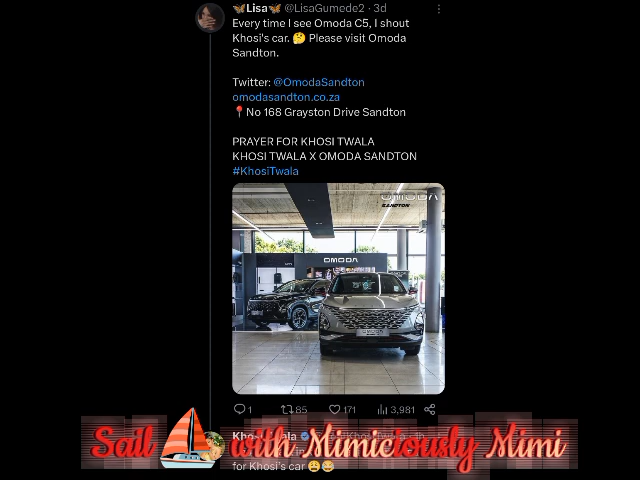 🦋Lisa🦋 @LisaGumede2 · 3d
Every time I see Omoda C5, I shout
Khosi's car. 🤔 Please visit Omoda
Sandton.
Twitter: @OmodaSandton
omodasandton.co.za
📍No 168 Grayston Drive Sandton
PRAYER FOR KHOSI TWALA
KHOSI TWALA X OMODA SANDTON
#KhosiTwala
OMODA
SANDTON
OMODA
1 85 171 3,981
Sail with Mimiciously Mimi
for Khosi's car 😩😂